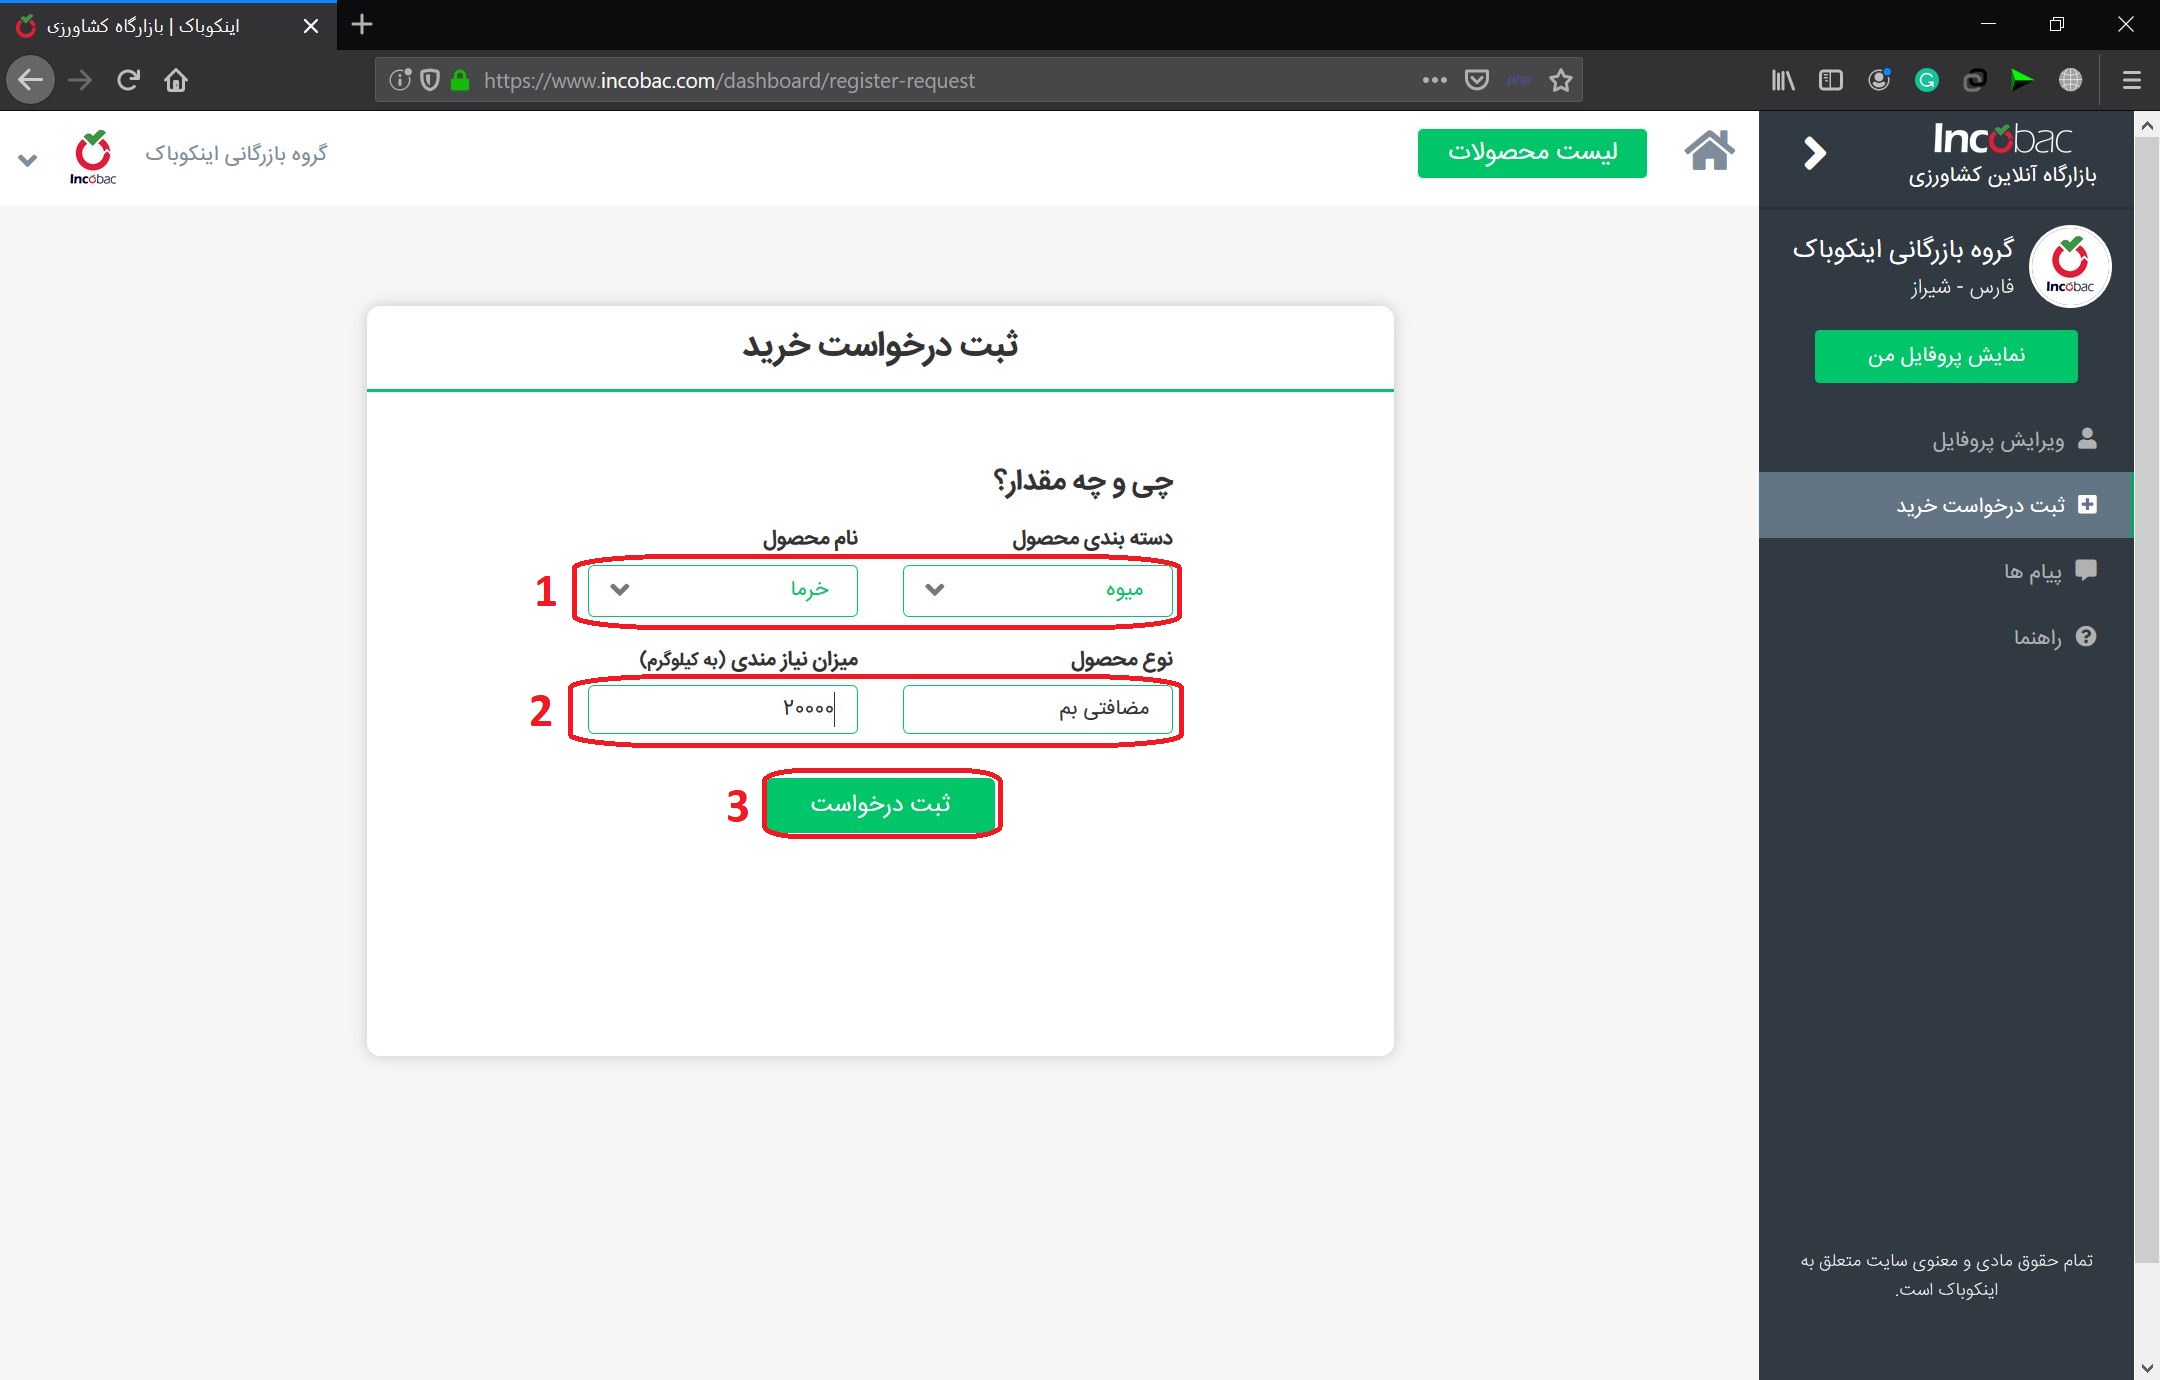 اینکوباک | بازارگاه کشاورزی
https://www.incobac.com/dashboard/register-request
php
Incobac
بازارگاه آنلاین کشاورزی
لیست محصولات
گروه بازرگانی اینکوباک
Incobac
گروه بازرگانی اینکوباک
فارس - شیراز
Incobac
نمایش پروفایل من
ویرایش پروفایل
ثبت درخواست خرید
پیام ها
راهنما
تمام حقوق مادی و معنوی سایت متعلق به
اینکوباک است.
ثبت درخواست خرید
چی و چه مقدار؟
دسته بندی محصول
نام محصول
میوه
خرما
1
نوع محصول
میزان نیاز مندی (به کیلوگرم)
مضافتی بم
۲۰۰۰۰
2
ثبت درخواست
3